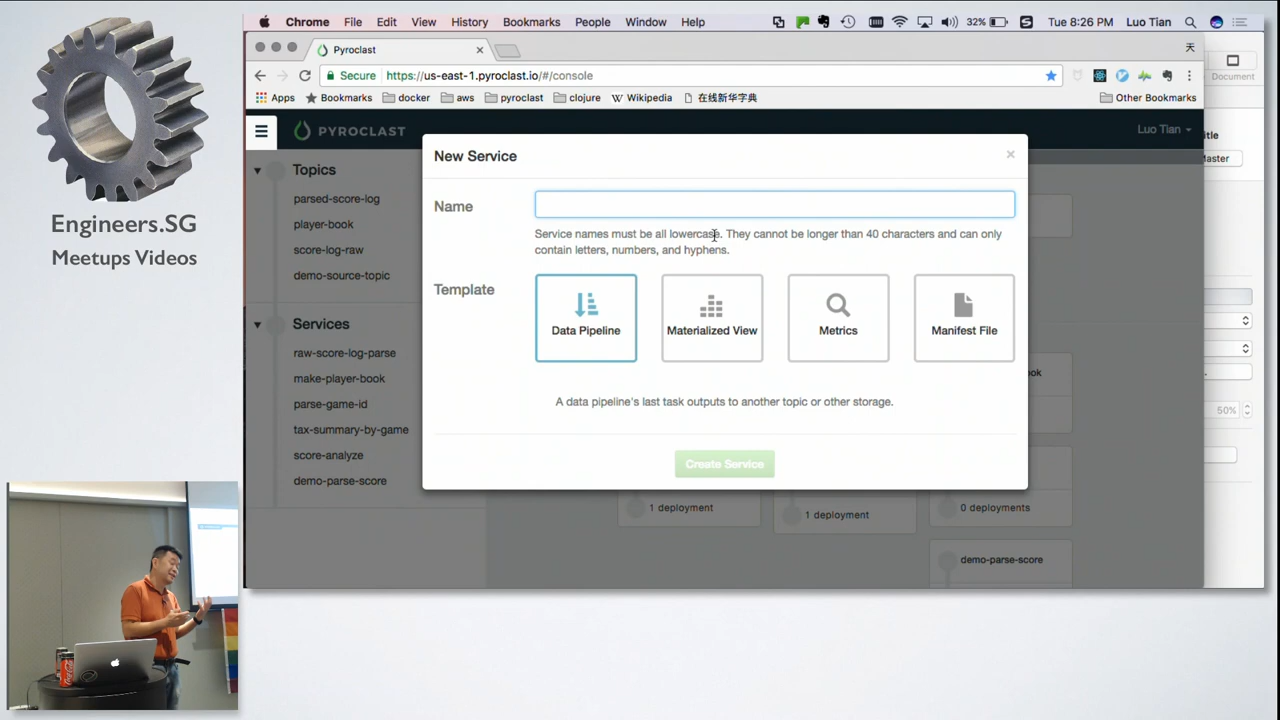 Chrome File Edit View History Bookmarks People Window Help 32% Tue 8:26 PM Luo Tian
Pyroclast
天
Secure https://us-east-1.pyroclast.io/#/console
Document
Apps Bookmarks docker aws pyroclast clojure Wikipedia 在线新华字典 Other Bookmarks
PYROCLAST
Luo Tian
Topics
parsed-score-log
player-book
score-log-raw
demo-source-topic
Services
raw-score-log-parse
make-player-book
parse-game-id
tax-summary-by-game
score-analyze
demo-parse-score
New Service
Name
Service names must be all lowercase. They cannot be longer than 40 characters and can only
contain letters, numbers, and hyphens.
Template
Data Pipeline
Materialized View
Metrics
Manifest File
A data pipeline's last task outputs to another topic or other storage.
Create Service
1 deployment
1 deployment
0 deployments
demo-parse-score
50%
Engineers.SG
Meetups Videos